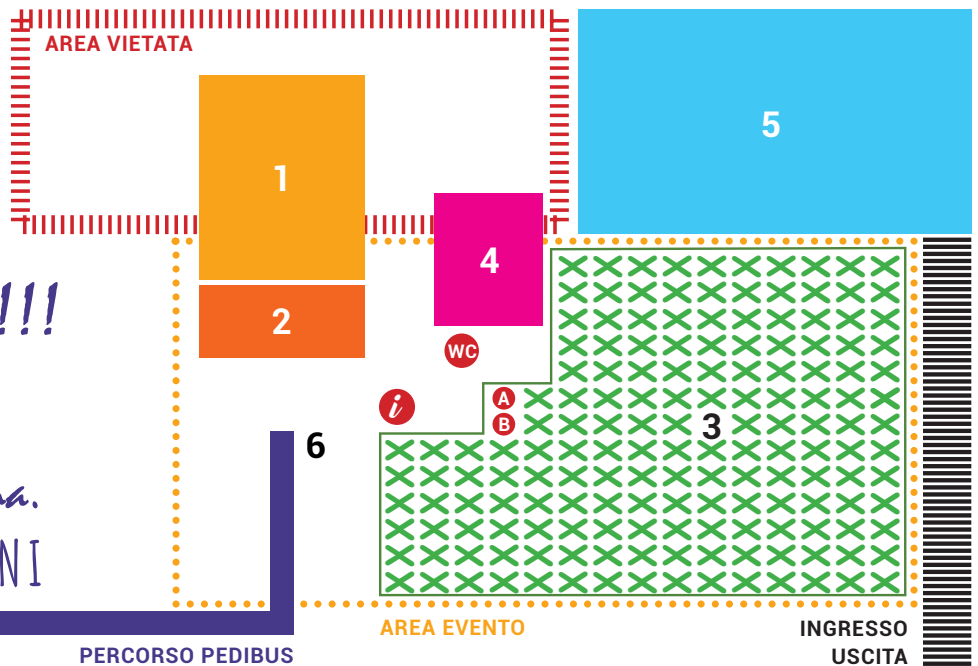 AREA VIETATA
5
1
4
!!!
2
WC
i
A
B
3
6
AREA EVENTO
INGRESSO
USCITA
PERCORSO PEDIBUS